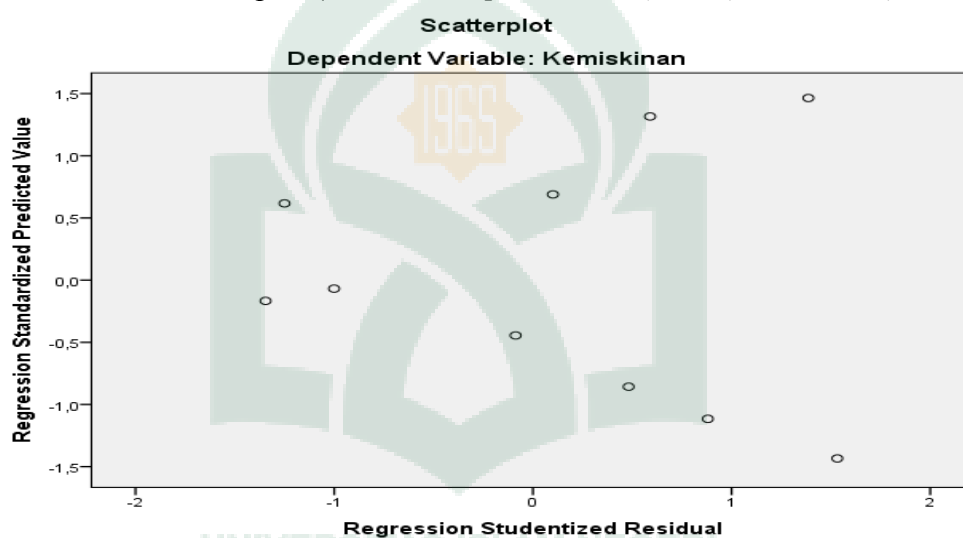 Scatterplot
Dependent Variable: Kemiskinan
1965
Regression Standardized Predicted Value
1,5
1,0
0,5
0,0
-0,5
-1,0
-1,5
-2 -1 0 1 2
Regression Studentized Residual